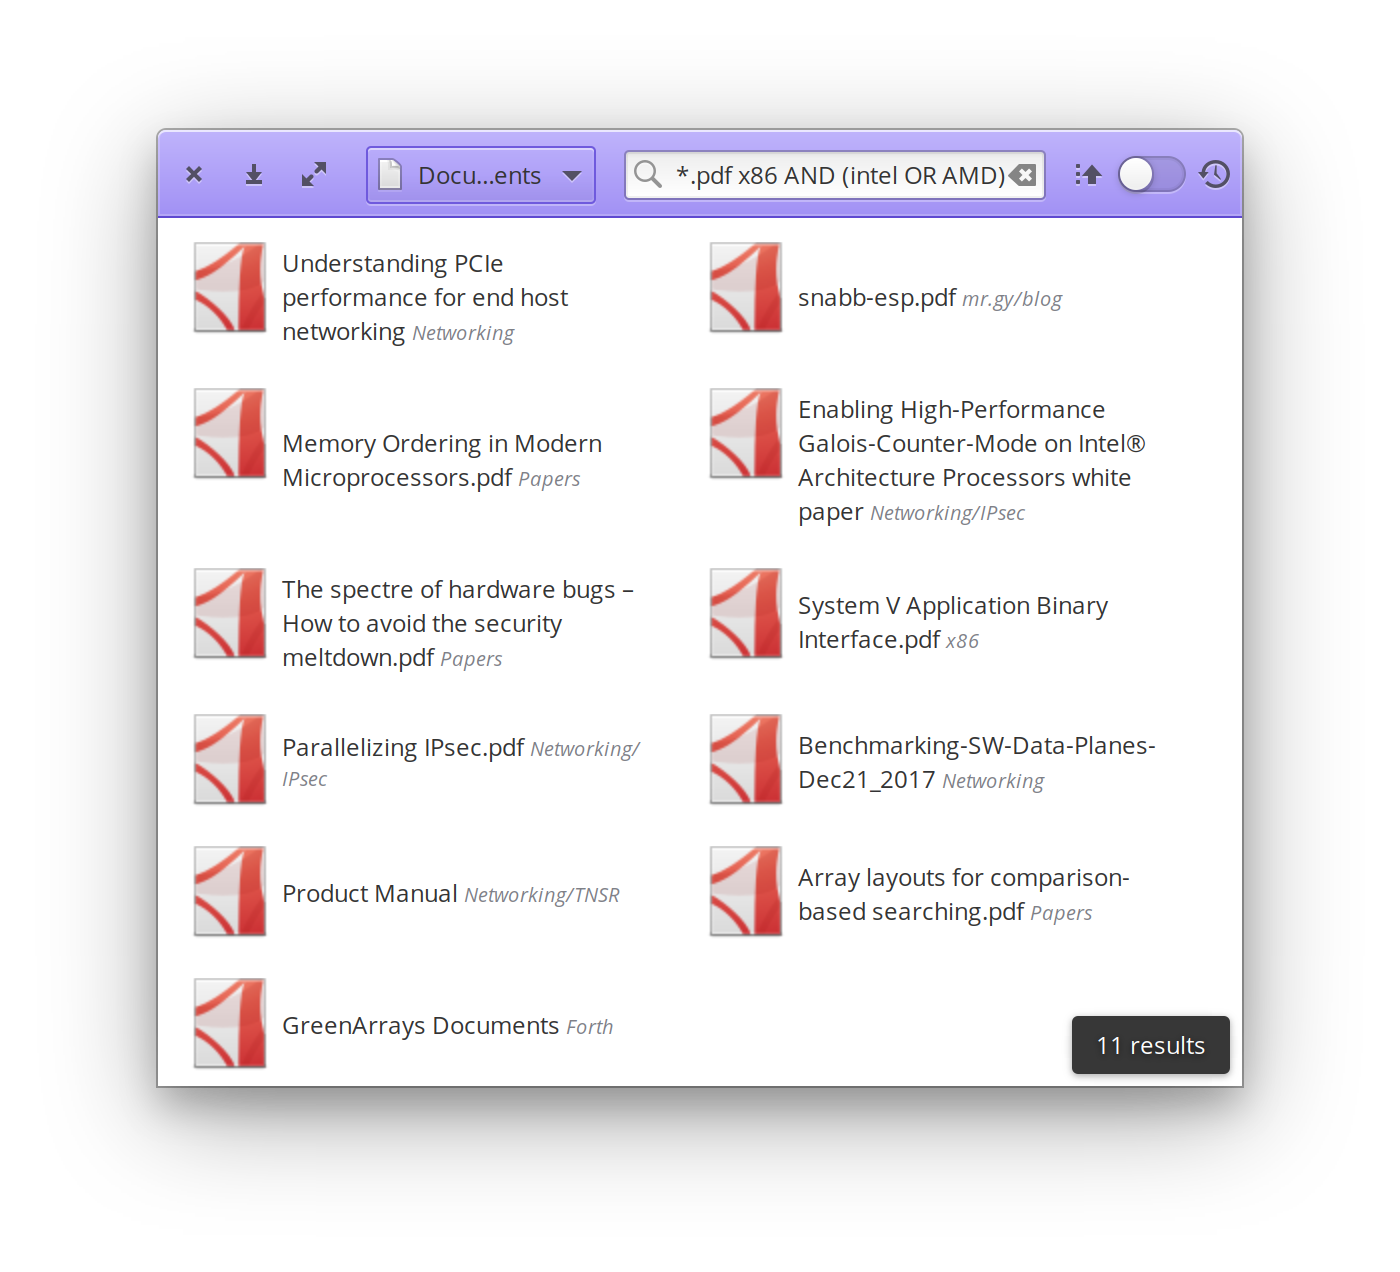 Docu...ents
*.pdf x86 AND (intel OR AMD)
Understanding PCIe
performance for end host
networking Networking
snabb-esp.pdf mr.gy/blog
Memory Ordering in Modern
Microprocessors.pdf Papers
Enabling High-Performance
Galois-Counter-Mode on Intel®
Architecture Processors white
paper Networking/IPsec
The spectre of hardware bugs –
How to avoid the security
meltdown.pdf Papers
System V Application Binary
Interface.pdf x86
Parallelizing IPsec.pdf Networking/
IPsec
Benchmarking-SW-Data-Planes-
Dec21_2017 Networking
Product Manual Networking/TNSR
Array layouts for comparison-
based searching.pdf Papers
GreenArrays Documents Forth
11 results